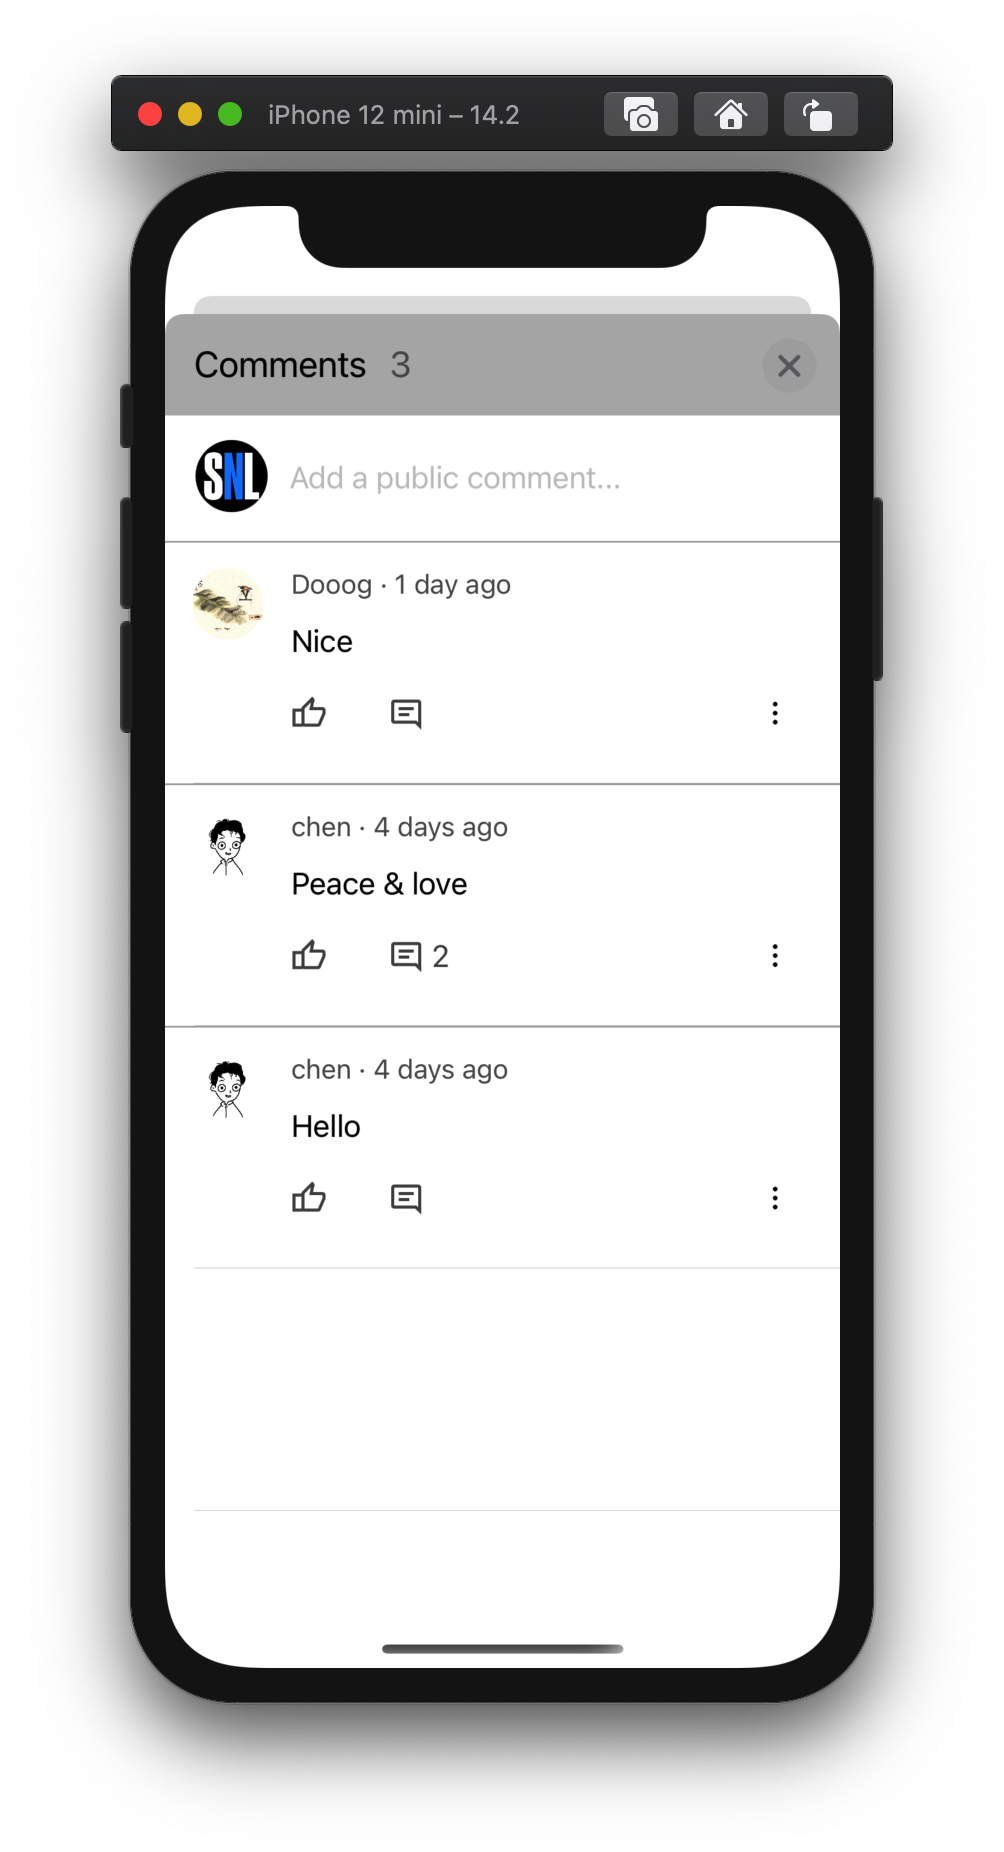 iPhone 12 mini – 14.2
Comments 3
SNL
Add a public comment...
Dooog · 1 day ago
Nice
chen · 4 days ago
Peace & love
2
chen · 4 days ago
Hello